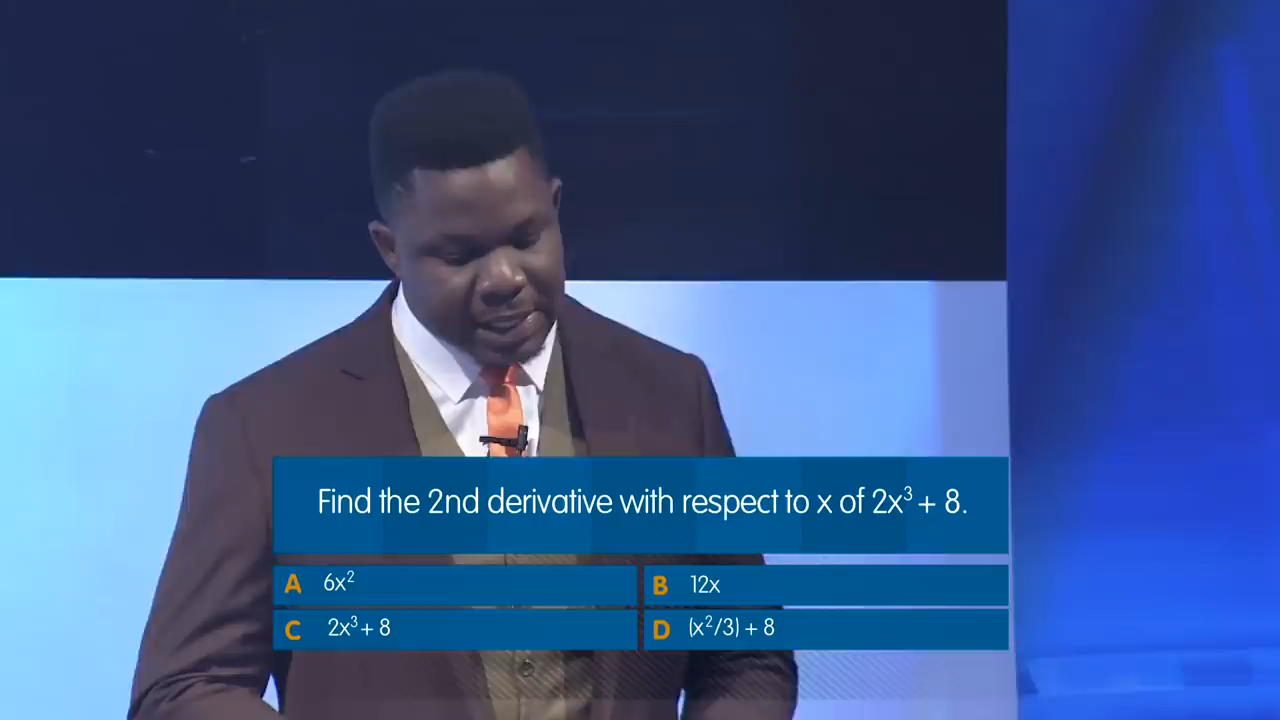 Find the 2nd derivative with respect to x of 2x³ + 8.
A 6x²
B 12x
C 2x³ + 8
D (x²/3) + 8